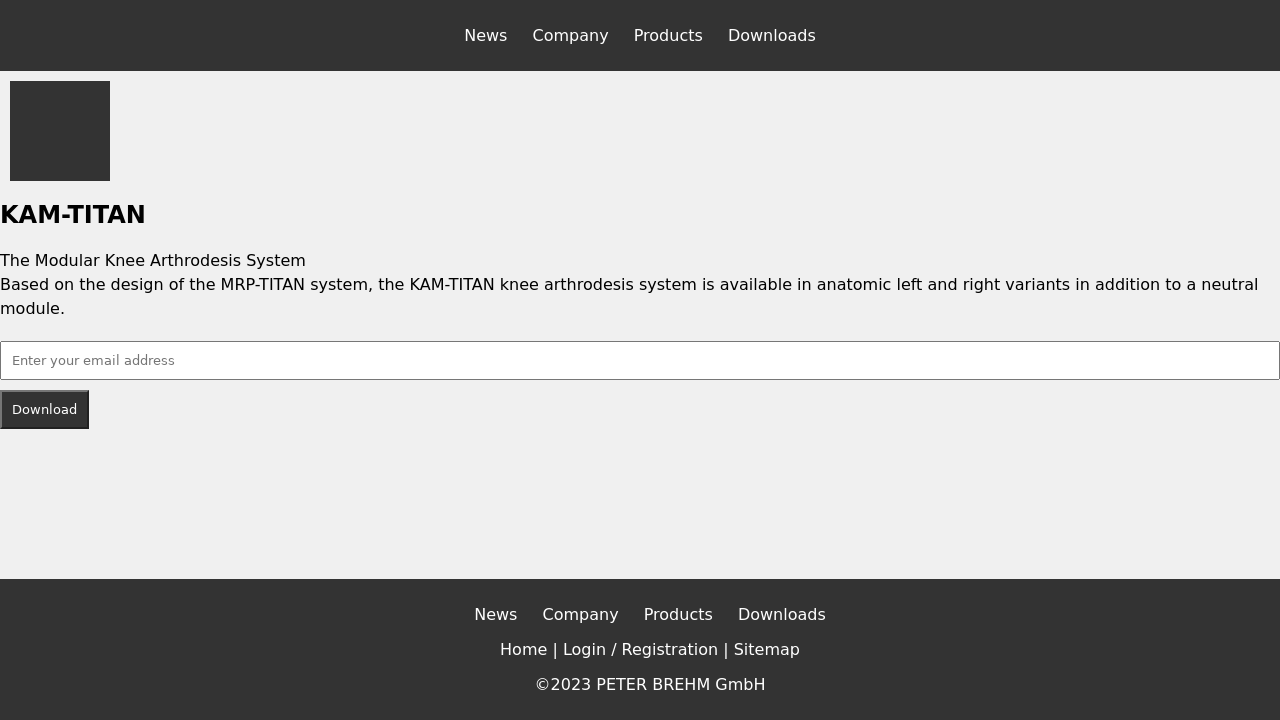 News Company Products Downloads
KAM-TITAN
The Modular Knee Arthrodesis System
Based on the design of the MRP-TITAN system, the KAM-TITAN knee arthrodesis system is available in anatomic left and right variants in addition to a neutral
module.
Enter your email address
Download
News Company Products Downloads
Home | Login / Registration | Sitemap
©2023 PETER BREHM GmbH